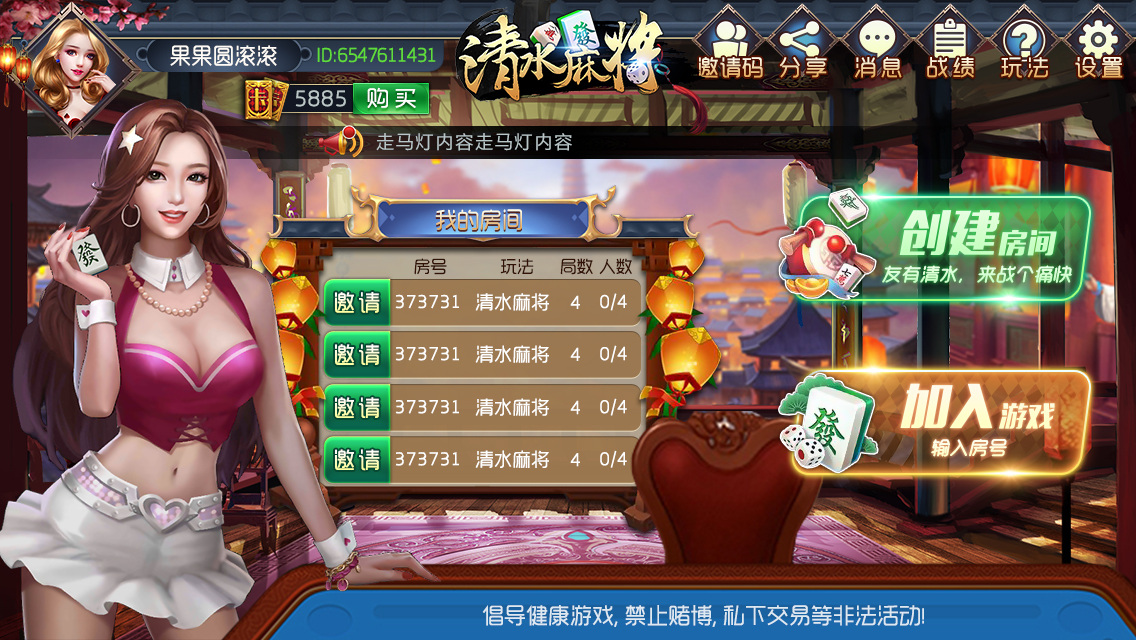 果果圆滚滚 ID:6547611431
清水麻将
5885 购买
邀请码 分享 消息 战绩 玩法 设置
走马灯内容走马灯内容
我的房间
房号 玩法 局数 人数
邀请 373731 清水麻将 4 0/4
邀请 373731 清水麻将 4 0/4
邀请 373731 清水麻将 4 0/4
邀请 373731 清水麻将 4 0/4
發
創建房间
友有清水，来战个痛快
發
加入游戏
输入房号
倡导健康游戏, 禁止赌博, 私下交易等非法活动!